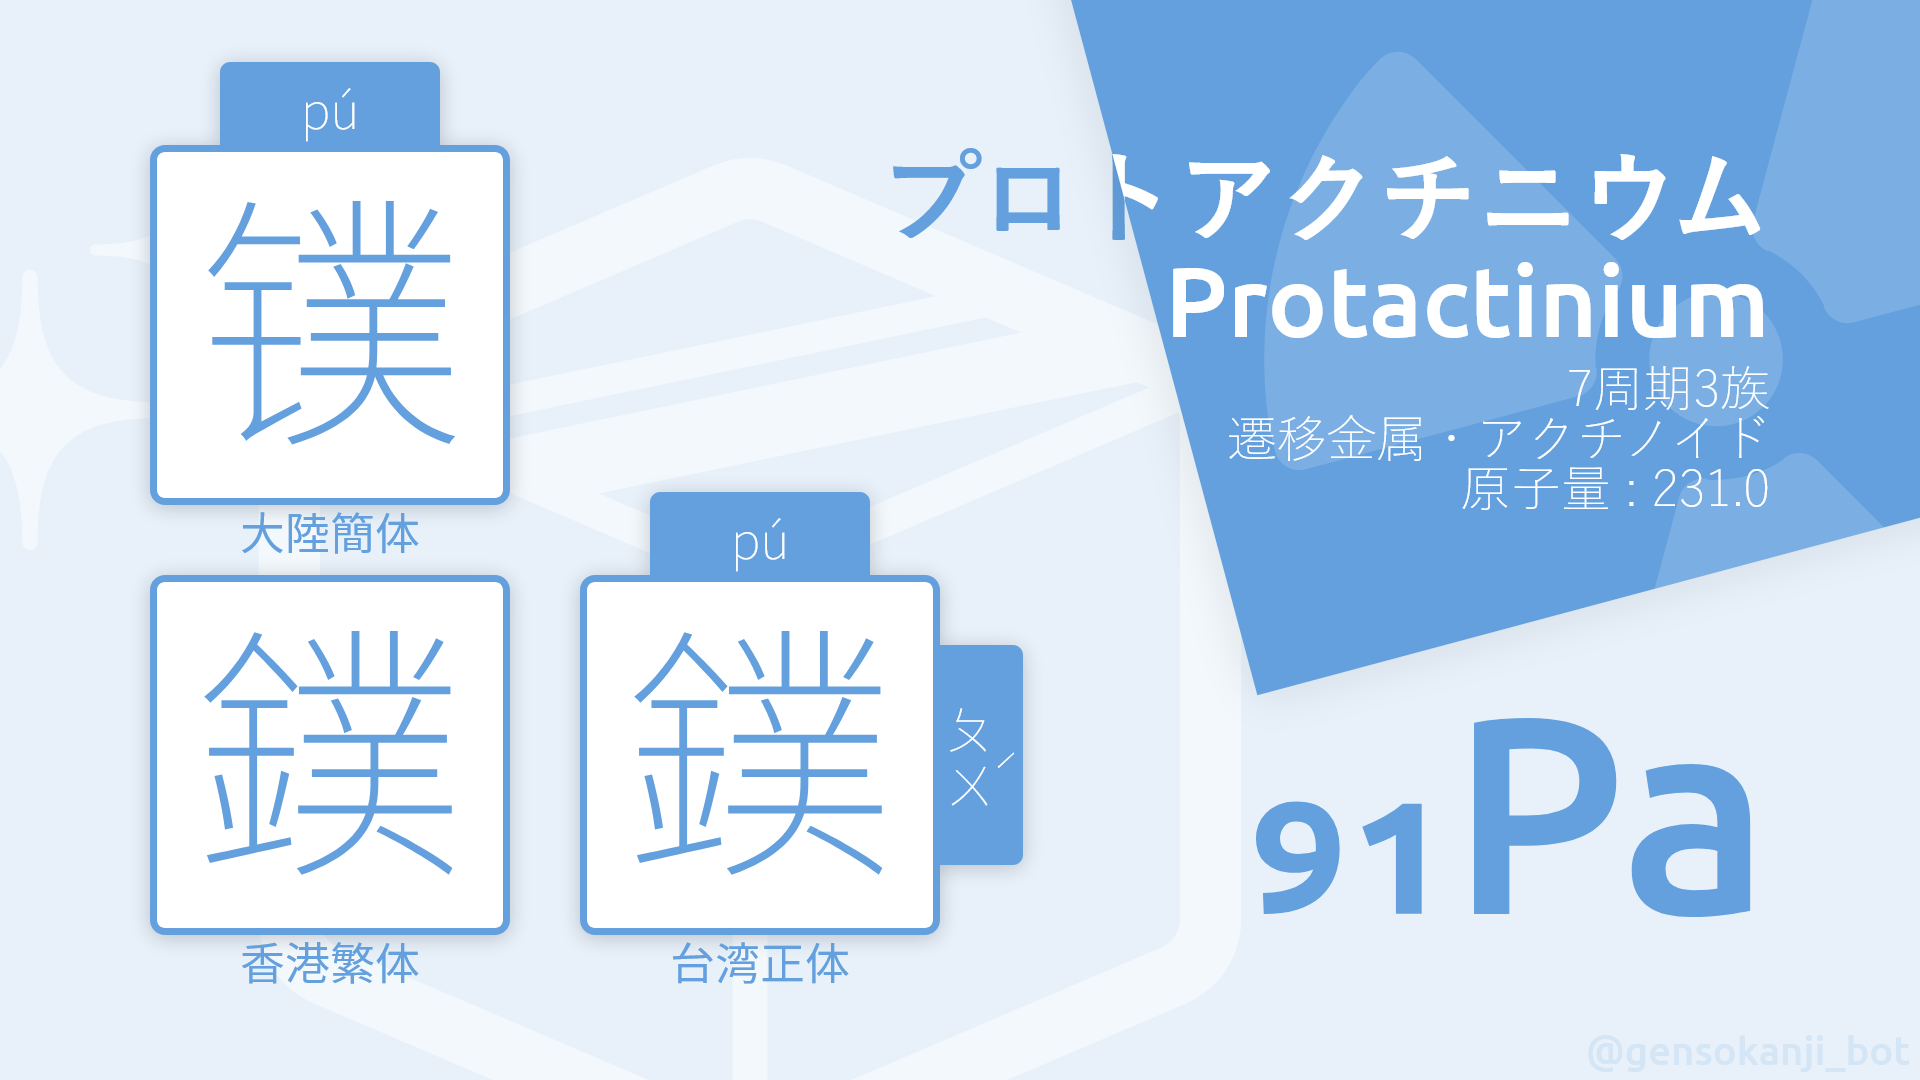 pú
镤
大陸簡体
鏷
香港繁体
pú
鏷
ㄆㄨˊ
台湾正体
プロトアクチニウム
Protactinium
7周期3族
遷移金属・アクチノイド
原子量 : 231.0
91Pa
@gensokanji_bot